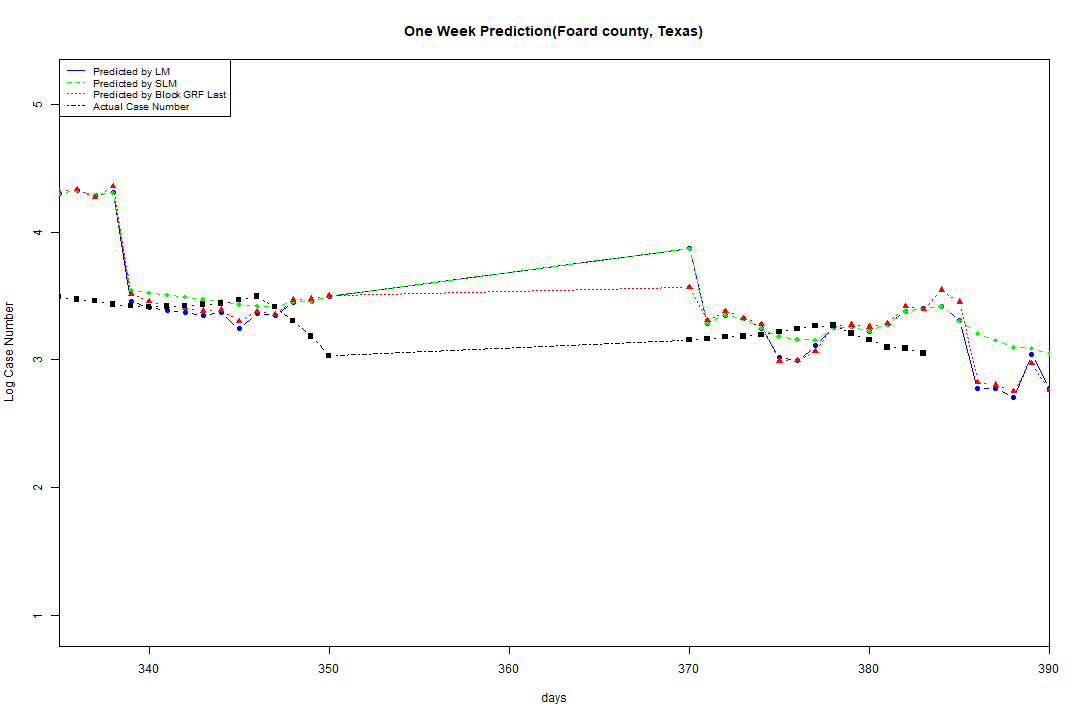 One Week Prediction(Foard county, Texas)
Predicted by LM
Predicted by SLM
Predicted by Block GRF Last
Actual Case Number
5
4
3
2
1
Log Case Number
340 350 360 370 380 390
days